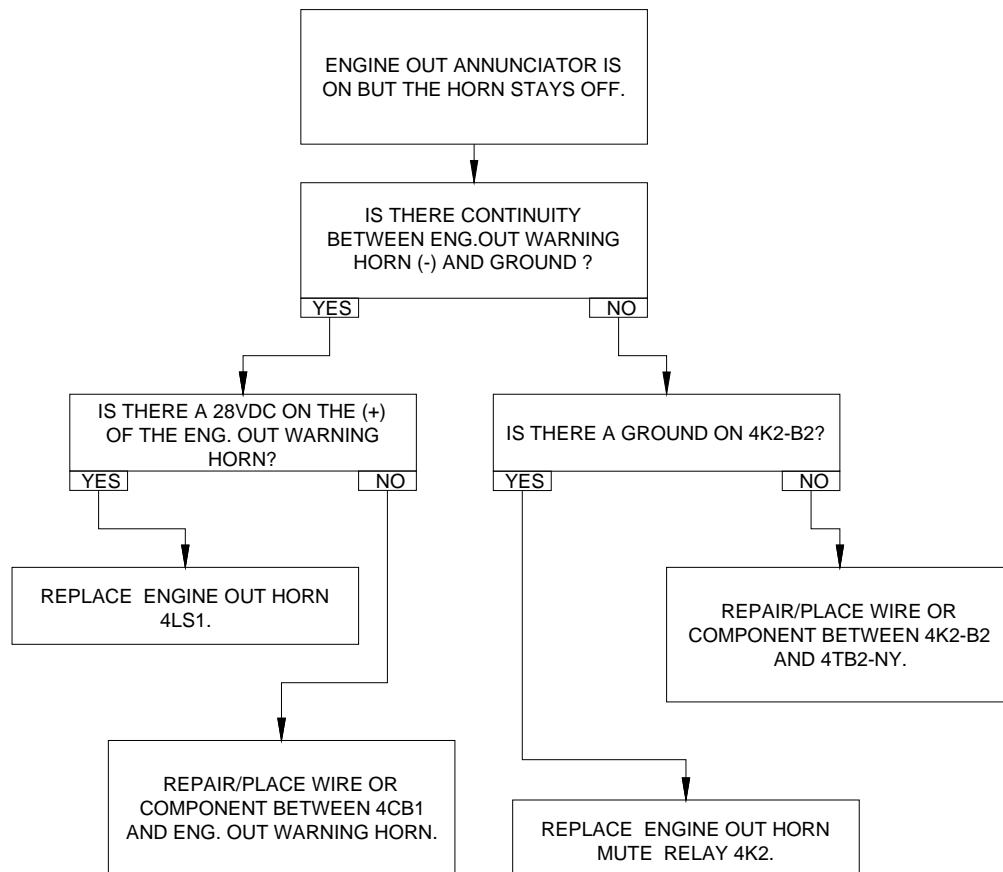 ENGINE OUT ANNUNCIATOR IS
ON BUT THE HORN STAYS OFF.
IS THERE CONTINUITY
BETWEEN ENG.OUT WARNING
HORN (-) AND GROUND ?
YES
NO
IS THERE A 28VDC ON THE (+)
OF THE ENG. OUT WARNING
HORN?
YES
NO
IS THERE A GROUND ON 4K2-B2?
YES
NO
REPLACE ENGINE OUT HORN
4LS1.
REPAIR/PLACE WIRE OR
COMPONENT BETWEEN 4K2-B2
AND 4TB2-NY.
REPAIR/PLACE WIRE OR
COMPONENT BETWEEN 4CB1
AND ENG. OUT WARNING HORN.
REPLACE ENGINE OUT HORN
MUTE RELAY 4K2.